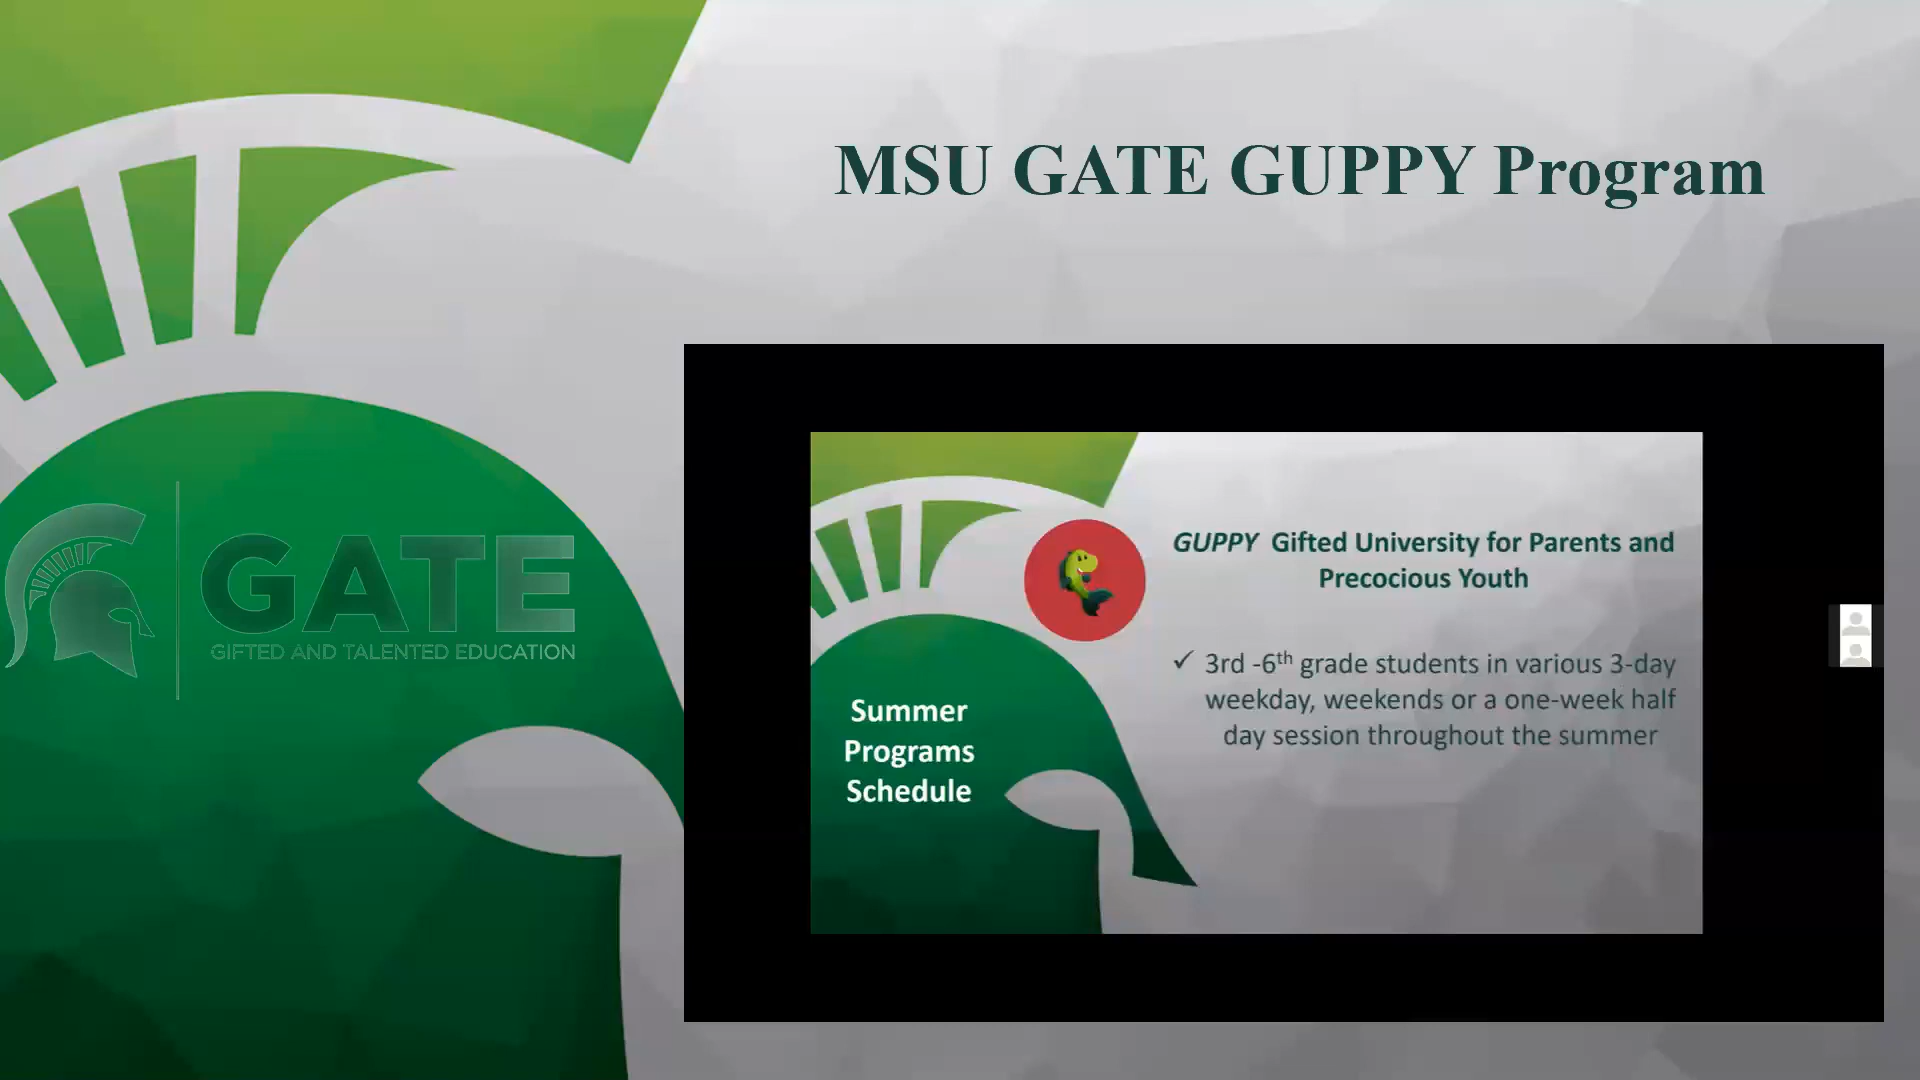 MSU GATE GUPPY Program
GATE
GIFTED AND TALENTED EDUCATION
GUPPY Gifted University for Parents and
Precocious Youth
✓ 3rd -6th grade students in various 3-day
weekday, weekends or a one-week half
day session throughout the summer
Summer
Programs
Schedule